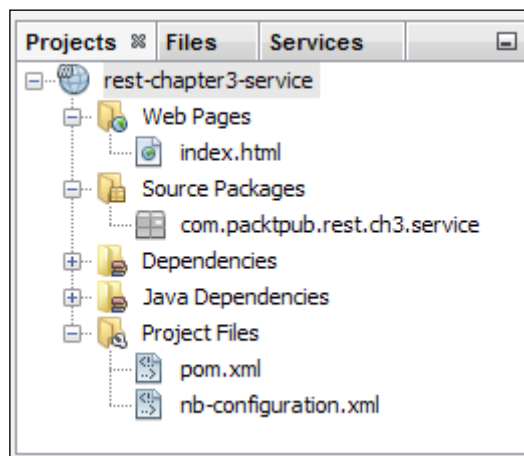 Projects Files Services
rest-chapter3-service
Web Pages
index.html
Source Packages
com.packtpub.rest.ch3.service
Dependencies
Java Dependencies
Project Files
pom.xml
nb-configuration.xml